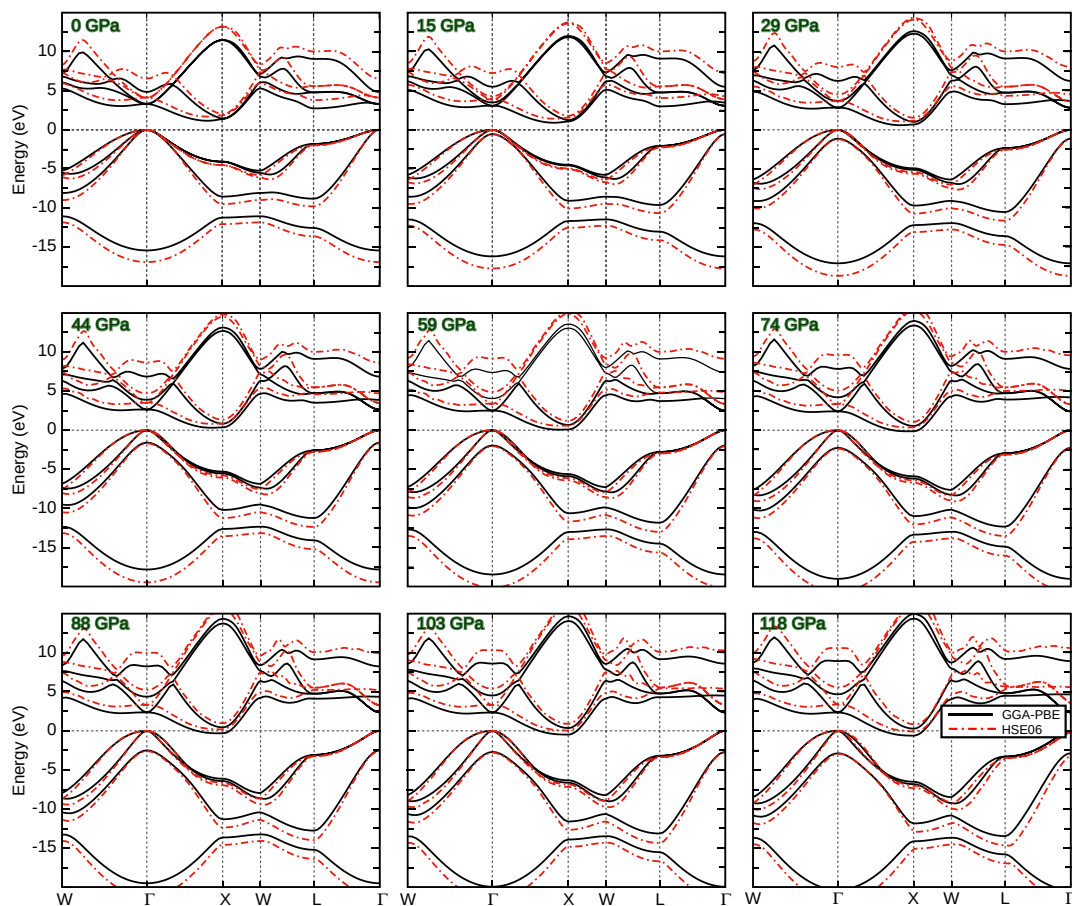 0 GPa
15 GPa
29 GPa
Energy (eV)
10
5
0
-5
-10
-15
44 GPa
59 GPa
74 GPa
Energy (eV)
10
5
0
-5
-10
-15
88 GPa
103 GPa
118 GPa
Energy (eV)
10
5
0
-5
-10
-15
GGA-PBE
HSE06
W Γ X W L Γ
W Γ X W L Γ
W Γ X W L Γ